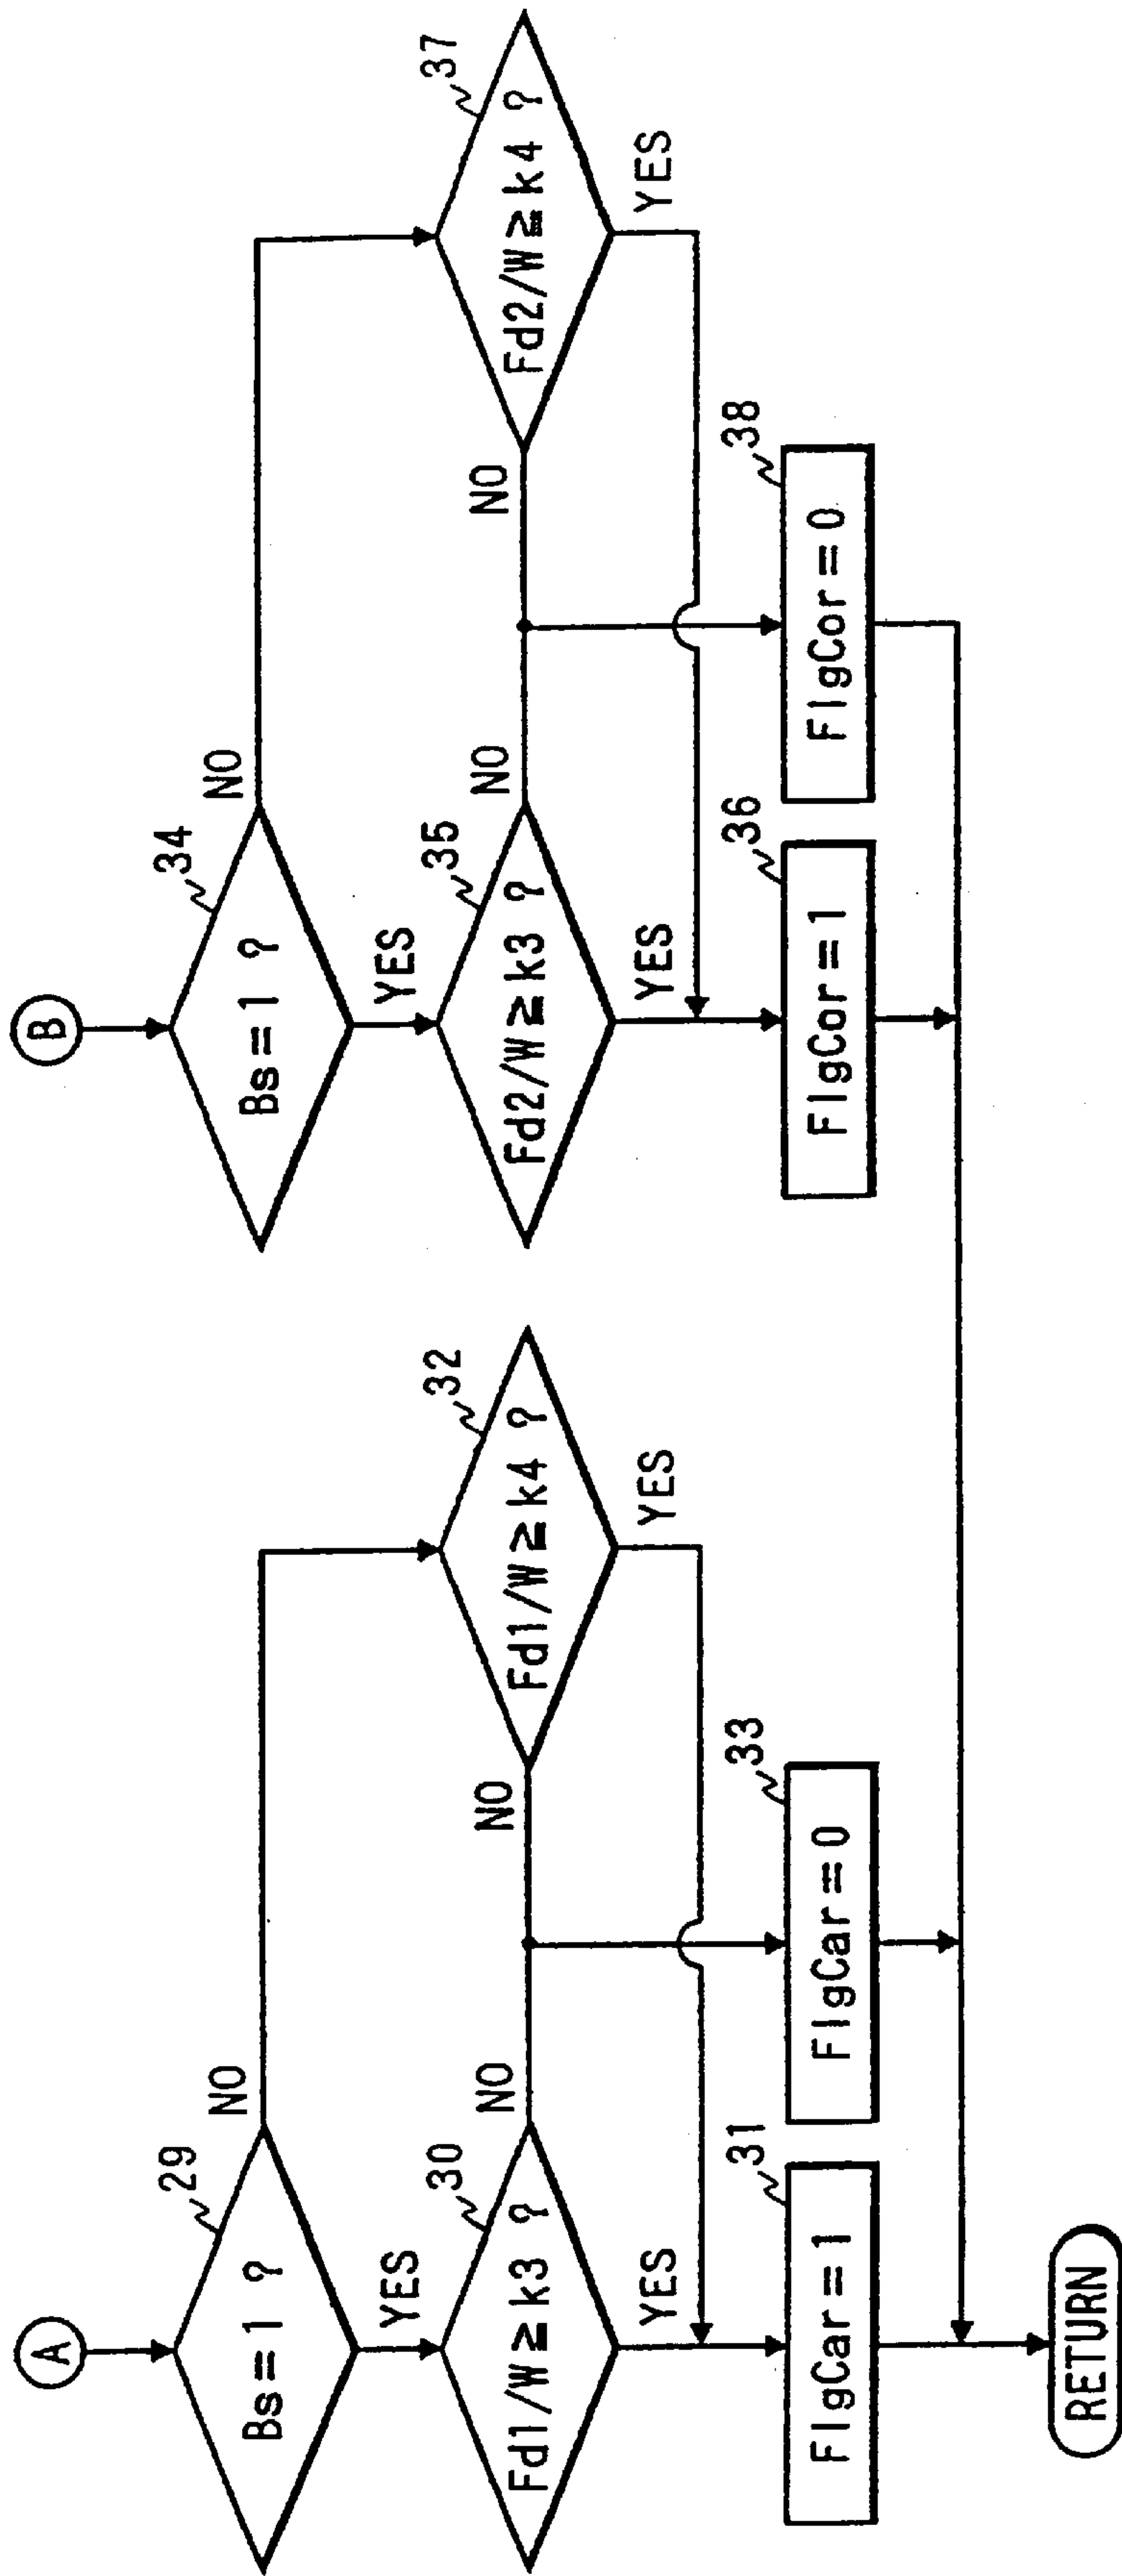 A
29
Bs=1 ?
NO
YES
30
Fd1/W≧k3 ?
NO
YES
32
Fd1/W≧k4 ?
NO
YES
31
FlgCar=1
33
FlgCar=0
RETURN
B
34
Bs=1 ?
NO
YES
35
Fd2/W≧k3 ?
NO
YES
37
Fd2/W≧k4 ?
NO
YES
36
FlgCor=1
38
FlgCor=0